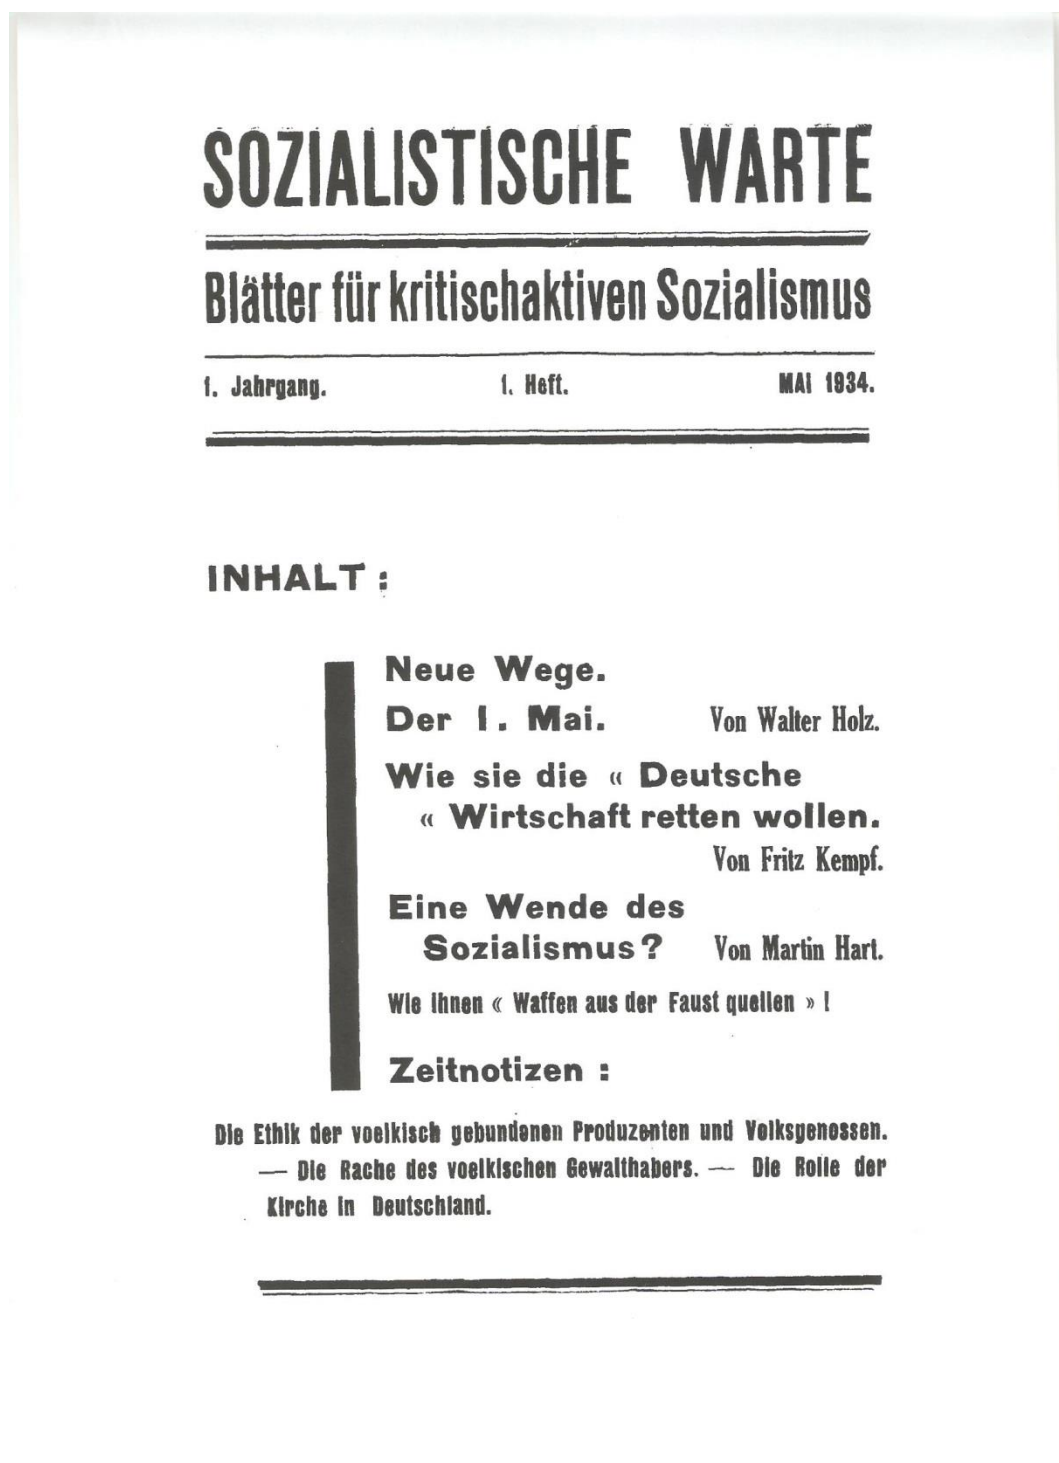 SOZIALISTISCHE WARTE
Blätter für kritischaktiven Sozialismus
1. Jahrgang. 1. Heft. MAI 1934.
INHALT :
Neue Wege.
Der 1. Mai. Von Walter Holz.
Wie sie die « Deutsche
« Wirtschaft retten wollen.
Von Fritz Kempf.
Eine Wende des
Sozialismus? Von Martin Hart.
Wie ihnen « Waffen aus der Faust quellen » !
Zeitnotizen :
Die Ethik der voelkisch gebundenen Produzenten und Volksgenossen.
— Die Rache des voelkischen Gewalthabers. — Die Rolle der
Kirche in Deutschland.